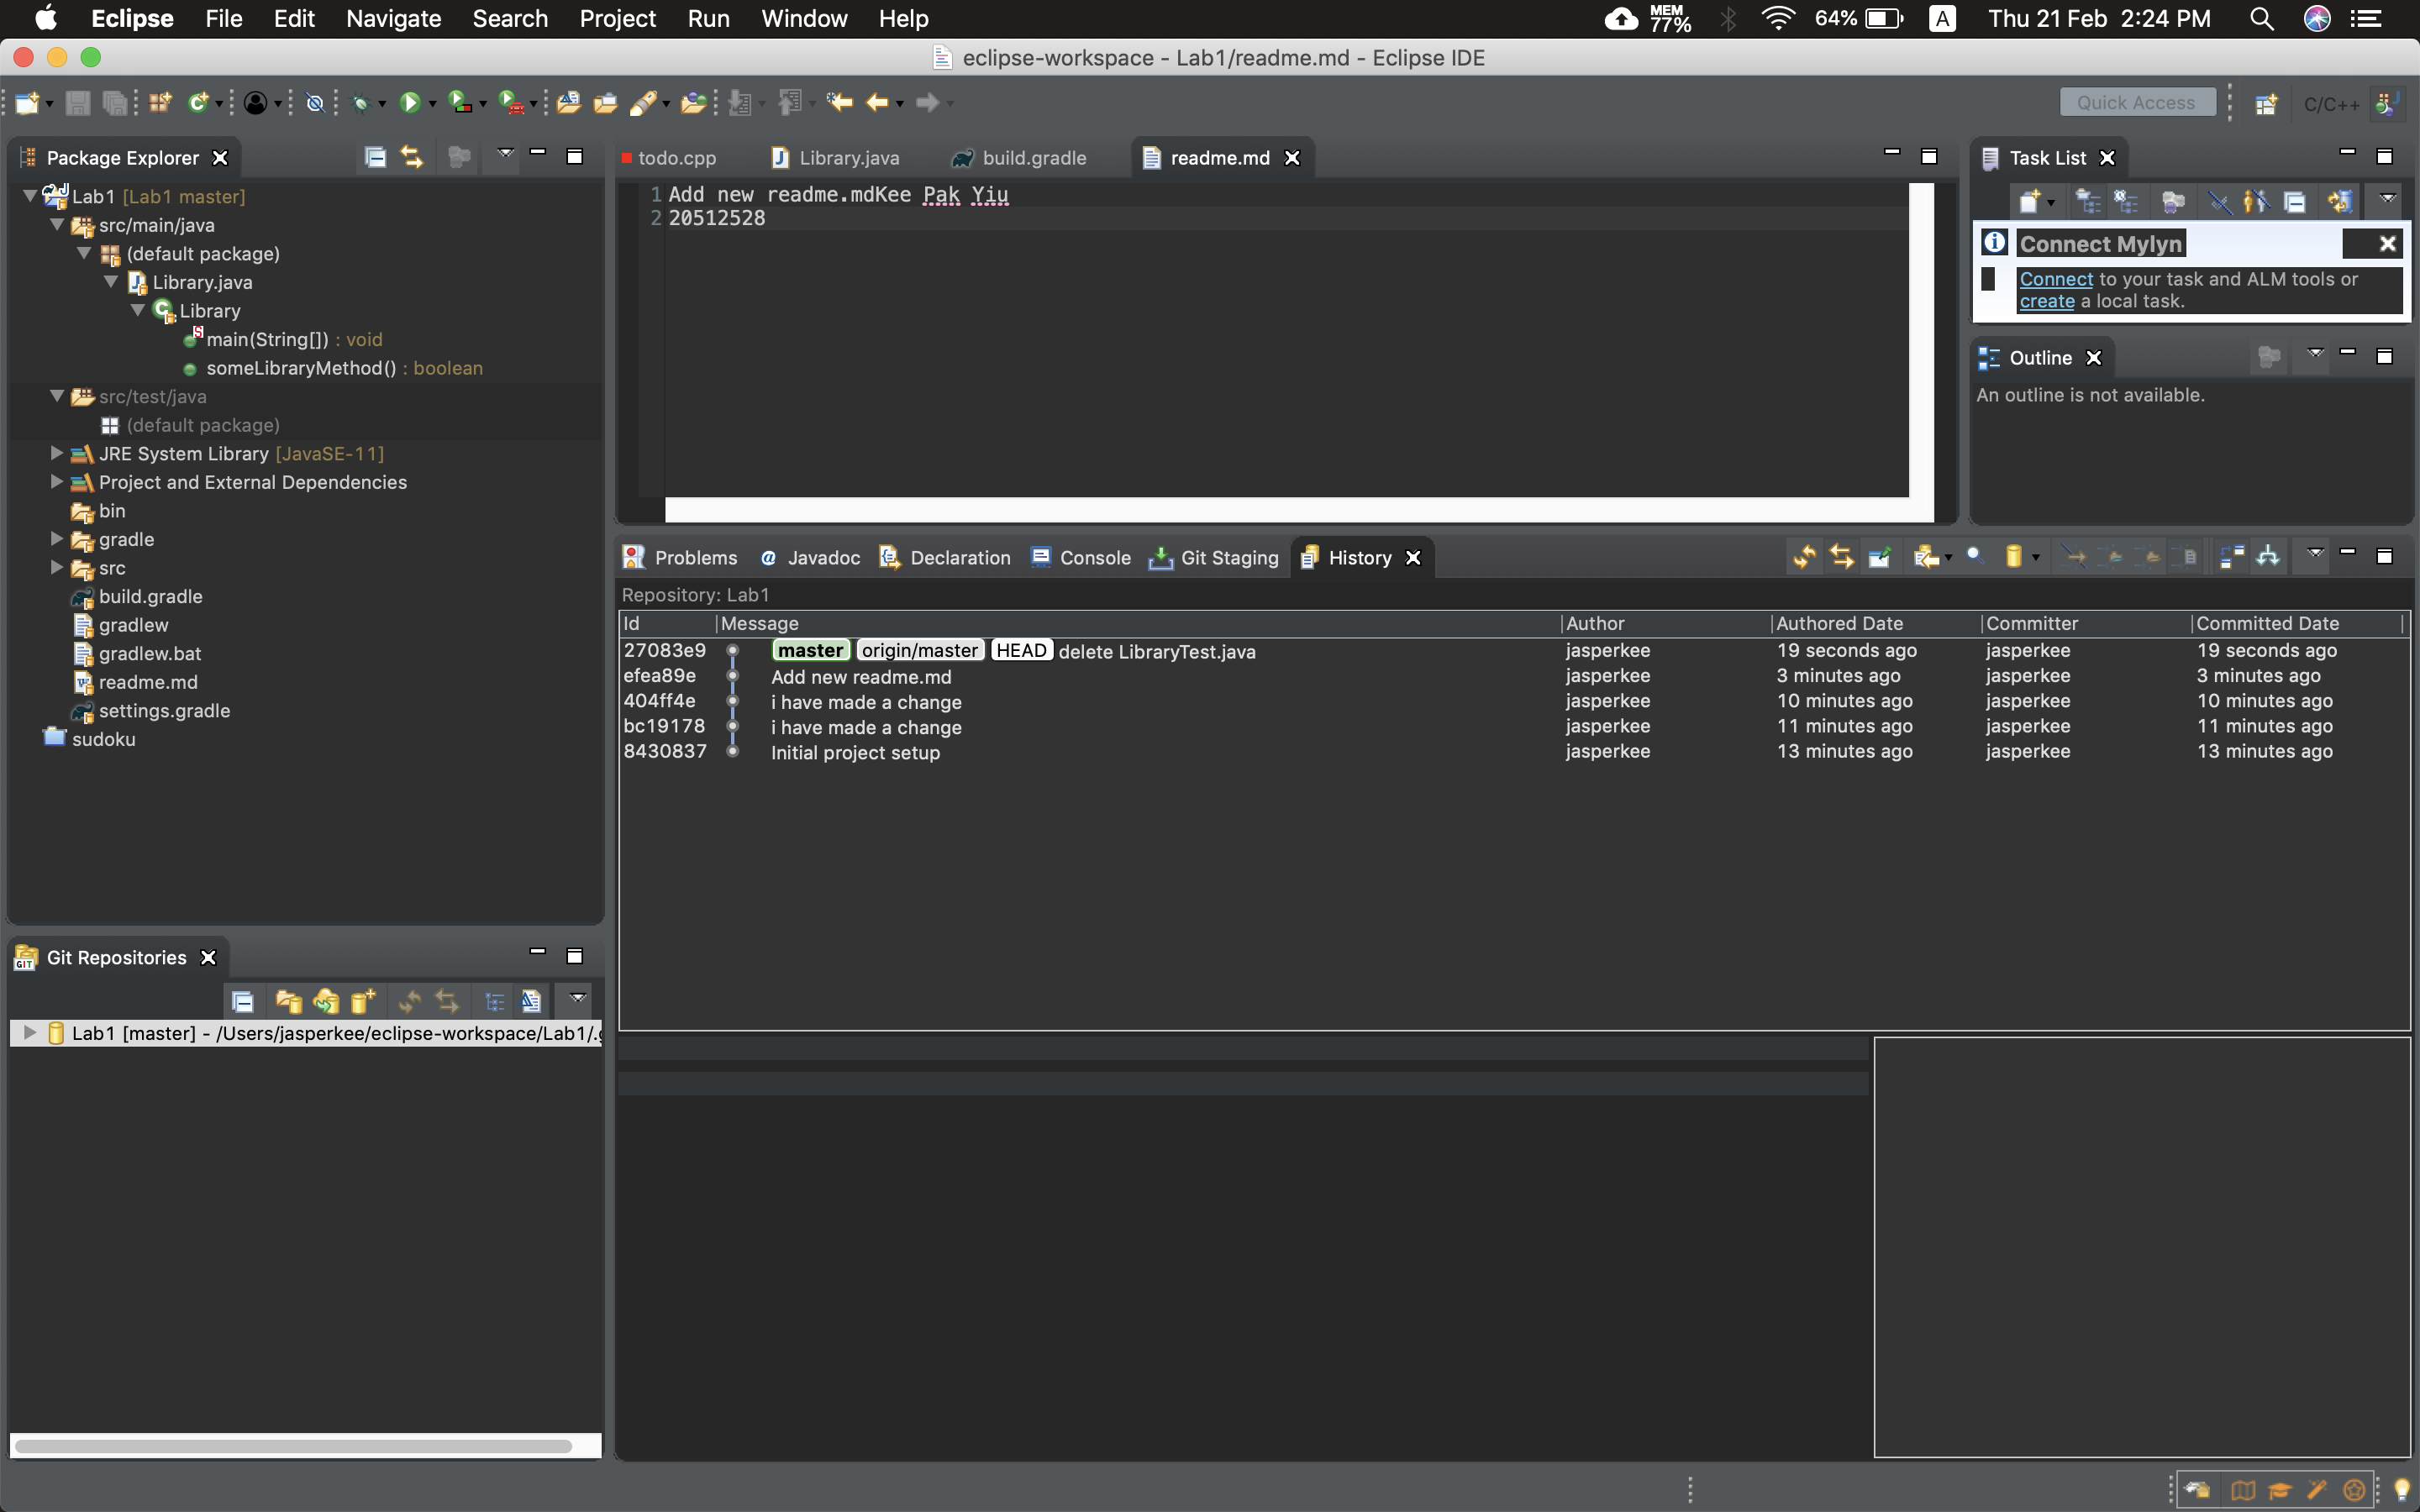 Eclipse File Edit Navigate Search Project Run Window Help MEM 77% 64% A Thu 21 Feb 2:24 PM
eclipse-workspace - Lab1/readme.md - Eclipse IDE
Quick Access C/C++
Package Explorer
Lab1 [Lab1 master]
src/main/java
(default package)
Library.java
Library
main(String[]) : void
someLibraryMethod() : boolean
src/test/java
(default package)
JRE System Library [JavaSE-11]
Project and External Dependencies
bin
gradle
src
build.gradle
gradlew
gradlew.bat
readme.md
settings.gradle
sudoku
Git Repositories
Lab1 [master] - /Users/jasperkee/eclipse-workspace/Lab1/.g
todo.cpp Library.java build.gradle readme.md
1 Add new readme.mdKee Pak Yiu
2 20512528
Task List
Connect Mylyn
Connect to your task and ALM tools or
create a local task.
Outline
An outline is not available.
Problems Javadoc Declaration Console Git Staging History
Repository: Lab1
Id Message Author Authored Date Committer Committed Date
27083e9 master origin/master HEAD delete LibraryTest.java jasperkee 19 seconds ago jasperkee 19 seconds ago
efea89e Add new readme.md jasperkee 3 minutes ago jasperkee 3 minutes ago
404ff4e i have made a change jasperkee 10 minutes ago jasperkee 10 minutes ago
bc19178 i have made a change jasperkee 11 minutes ago jasperkee 11 minutes ago
8430837 Initial project setup jasperkee 13 minutes ago jasperkee 13 minutes ago